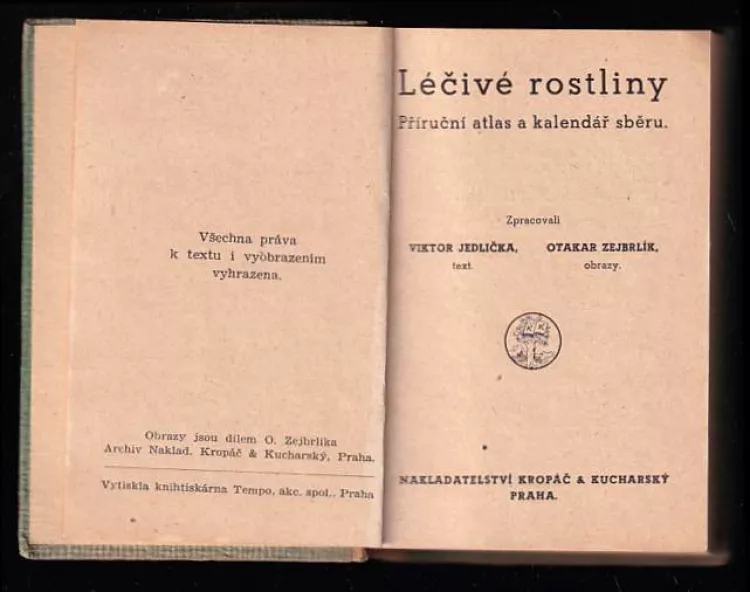 Všechna práva
k textu i vyobrazením
vyhrazena.
Obrazy jsou dílem O. Zejbrlíka
Archiv Naklad. Kropáč & Kucharský, Praha.
Vytiskla knihtiskárna Tempo, akc. spol., Praha
Léčivé rostliny
Příruční atlas a kalendář sběru.
Zpracovali
VIKTOR JEDLIČKA, OTAKAR ZEJBRLÍK,
text. obrazy.
K K
NAKLADATELSTVÍ KROPÁČ & KUCHARSKÝ
PRAHA.